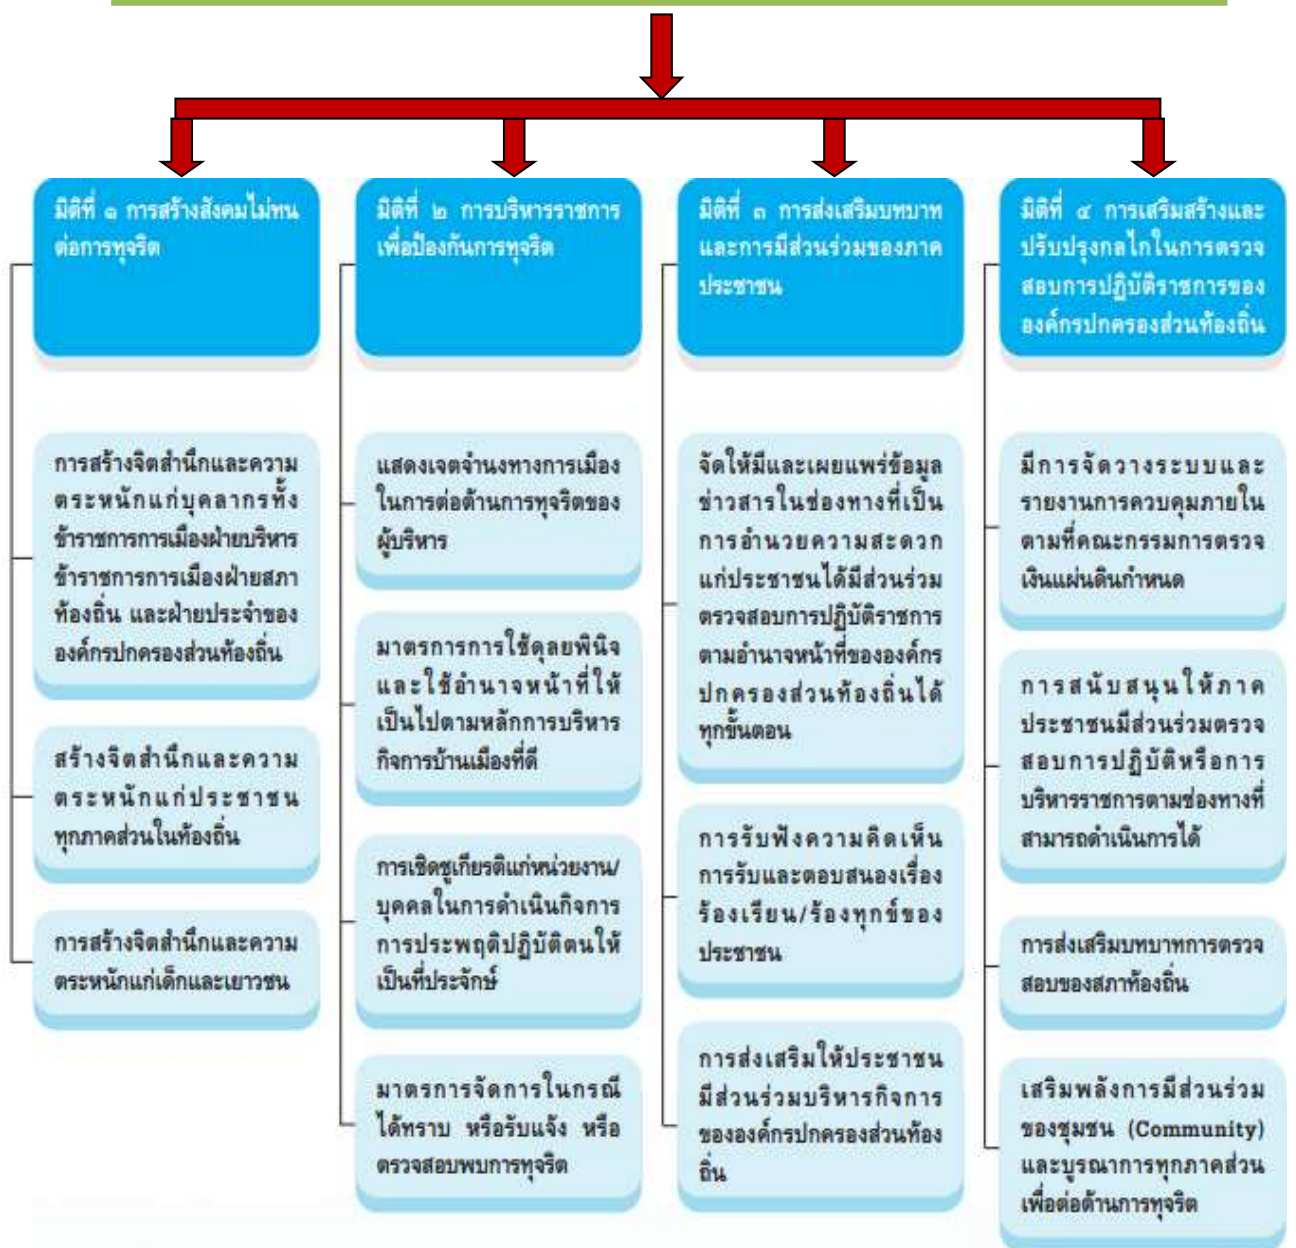 มิติที่ ๑ การสร้างสังคมไม่ทน
ต่อการทุจริต
การสร้างจิตสำนึกและความ
ตระหนักแก่บุคลากรทั้ง
ข้าราชการการเมืองฝ่ายบริหาร
ข้าราชการการเมืองฝ่ายสภา
ท้องถิ่น และฝ่ายประจำของ
องค์กรปกครองส่วนท้องถิ่น
สร้างจิตสำนึกและความ
ตระหนักแก่ประชาชน
ทุกภาคส่วนในท้องถิ่น
การสร้างจิตสำนึกและความ
ตระหนักแก่เด็กและเยาวชน
มิติที่ ๒ การบริหารราชการ
เพื่อป้องกันการทุจริต
แสดงเจตจำนงทางการเมือง
ในการต่อต้านการทุจริตของ
ผู้บริหาร
มาตรการการใช้ดุลยพินิจ
และใช้อำนาจหน้าที่ให้
เป็นไปตามหลักการบริหาร
กิจการบ้านเมืองที่ดี
การเชิดชูเกียรติแก่หน่วยงาน/
บุคคลในการดำเนินกิจการ
การประพฤติปฏิบัติตนให้
เป็นที่ประจักษ์
มาตรการจัดการในกรณี
ได้ทราบ หรือรับแจ้ง หรือ
ตรวจสอบพบการทุจริต
มิติที่ ๓ การส่งเสริมบทบาท
และการมีส่วนร่วมของภาค
ประชาชน
จัดให้มีและเผยแพร่ข้อมูล
ข่าวสารในช่องทางที่เป็น
การอำนวยความสะดวก
แก่ประชาชนได้มีส่วนร่วม
ตรวจสอบการปฏิบัติราชการ
ตามอำนาจหน้าที่ขององค์กร
ปกครองส่วนท้องถิ่นได้
ทุกขั้นตอน
การรับฟังความคิดเห็น
การรับและตอบสนองเรื่อง
ร้องเรียน/ร้องทุกข์ของ
ประชาชน
การส่งเสริมให้ประชาชน
มีส่วนร่วมบริหารกิจการ
ขององค์กรปกครองส่วนท้อง
ถิ่น
มิติที่ ๔ การเสริมสร้างและ
ปรับปรุงกลไกในการตรวจ
สอบการปฏิบัติราชการของ
องค์กรปกครองส่วนท้องถิ่น
มีการจัดวางระบบและ
รายงานการควบคุมภายใน
ตามที่คณะกรรมการตรวจ
เงินแผ่นดินกำหนด
การสนับสนุนให้ภาค
ประชาชนมีส่วนร่วมตรวจ
สอบการปฏิบัติหรือการ
บริหารราชการตามช่องทางที่
สามารถดำเนินการได้
การส่งเสริมบทบาทการตรวจ
สอบของสภาท้องถิ่น
เสริมพลังการมีส่วนร่วม
ของชุมชน (Community)
และบูรณาการทุกภาคส่วน
เพื่อต่อต้านการทุจริต